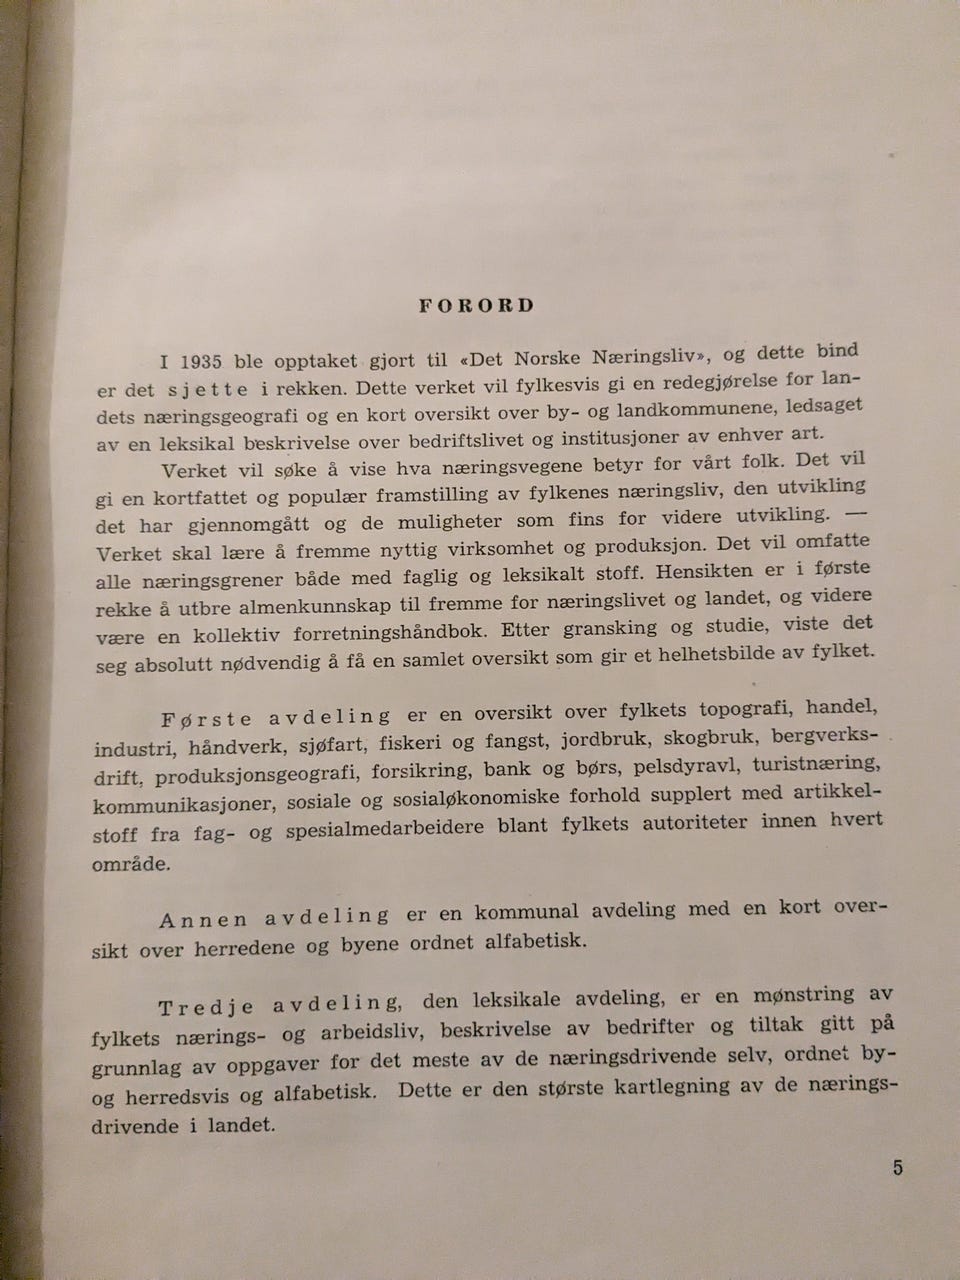 FORORD
I 1935 ble opptaket gjort til «Det Norske Næringsliv», og dette bind
er det sjette i rekken. Dette verket vil fylkesvis gi en redegjørelse for lan-
dets næringsgeografi og en kort oversikt over by- og landkommunene, ledsaget
av en leksikal beskrivelse over bedriftslivet og institusjoner av enhver art.
Verket vil søke å vise hva næringsvegene betyr for vårt folk. Det vil
gi en kortfattet og populær framstilling av fylkenes næringsliv, den utvikling
det har gjennomgått og de muligheter som fins for videre utvikling. —
Verket skal lære å fremme nyttig virksomhet og produksjon. Det vil omfatte
alle næringsgrener både med faglig og leksikalt stoff. Hensikten er i første
rekke å utbre almenkunnskap til fremme for næringslivet og landet, og videre
være en kollektiv forretningshåndbok. Etter gransking og studie, viste det
seg absolutt nødvendig å få en samlet oversikt som gir et helhetsbilde av fylket.
Første avdeling er en oversikt over fylkets topografi, handel,
industri, håndverk, sjøfart, fiskeri og fangst, jordbruk, skogbruk, bergverks-
drift, produksjonsgeografi, forsikring, bank og børs, pelsdyravl, turistnæring,
kommunikasjoner, sosiale og sosialøkonomiske forhold supplert med artikkel-
stoff fra fag- og spesialmedarbeidere blant fylkets autoriteter innen hvert
område.
Annen avdeling er en kommunal avdeling med en kort over-
sikt over herredene og byene ordnet alfabetisk.
Tredje avdeling, den leksikale avdeling, er en mønstring av
fylkets nærings- og arbeidsliv, beskrivelse av bedrifter og tiltak gitt på
grunnlag av oppgaver for det meste av de næringsdrivende selv, ordnet by-
og herredsvis og alfabetisk. Dette er den største kartlegning av de nærings-
drivende i landet.
5